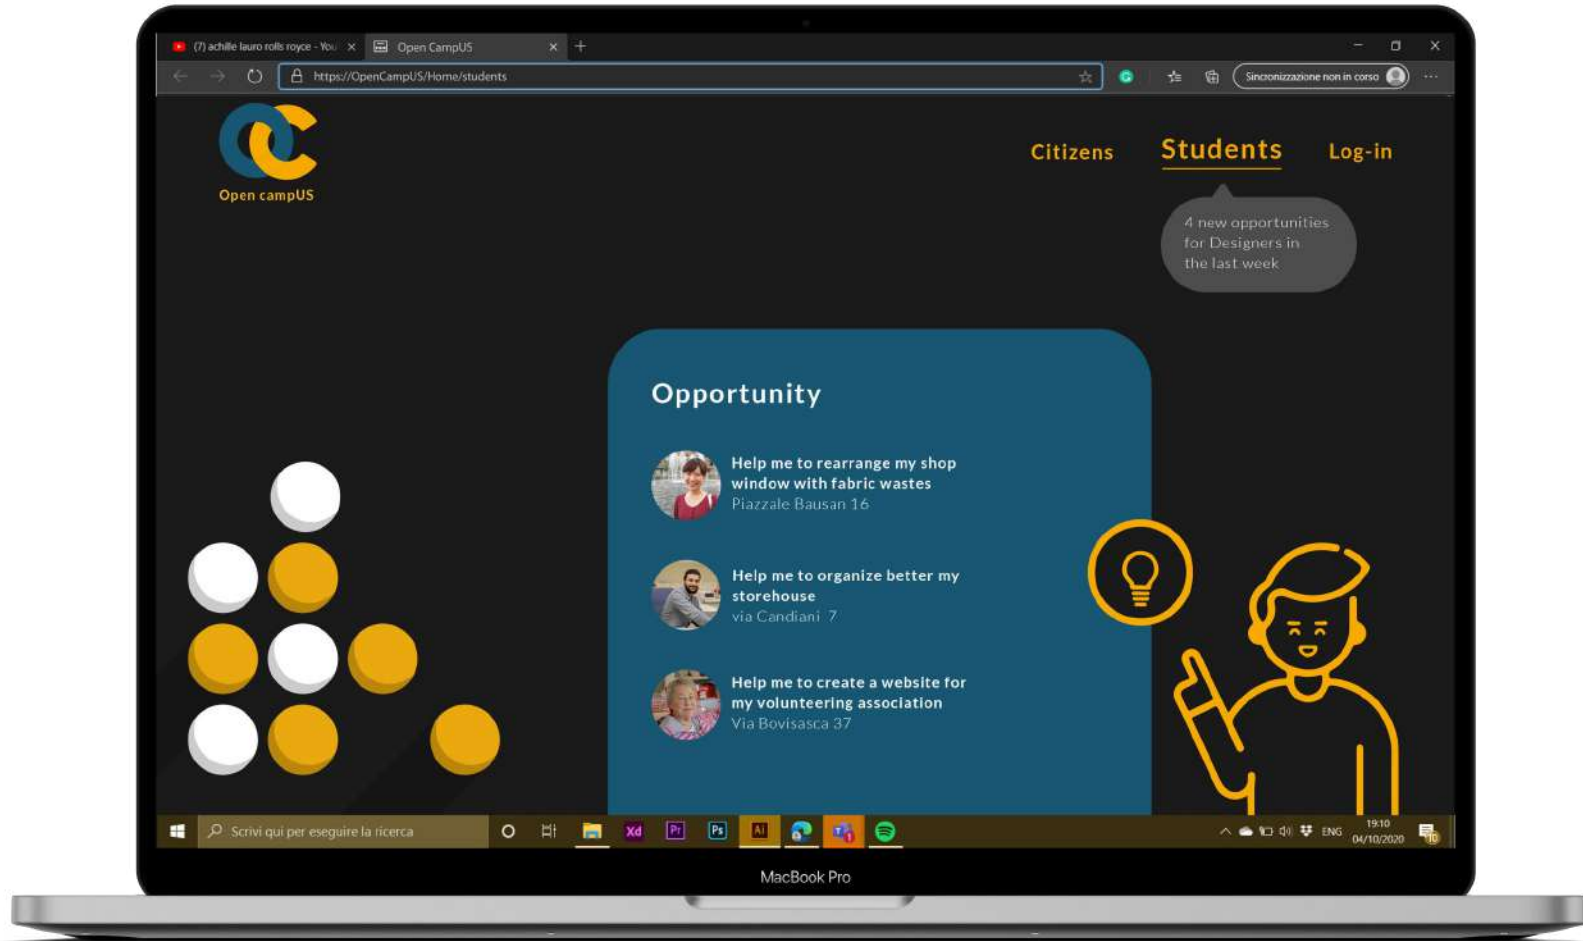 (7) achille lauro rolls royce - You
Open CampUS
https://OpenCampUS/Home/students
Sincronizzazione non in corso
Open campUS
Citizens
Students
Log-in
4 new opportunities
for Designers in
the last week
Opportunity
Help me to rearrange my shop
window with fabric wastes
Piazzale Bausan 16
Help me to organize better my
storehouse
via Candiani 7
Help me to create a website for
my volunteering association
Via Bovisasca 37
Scrivi qui per eseguire la ricerca
Xd
Pr
Ps
Ai
ENG
19:10
04/10/2020
MacBook Pro